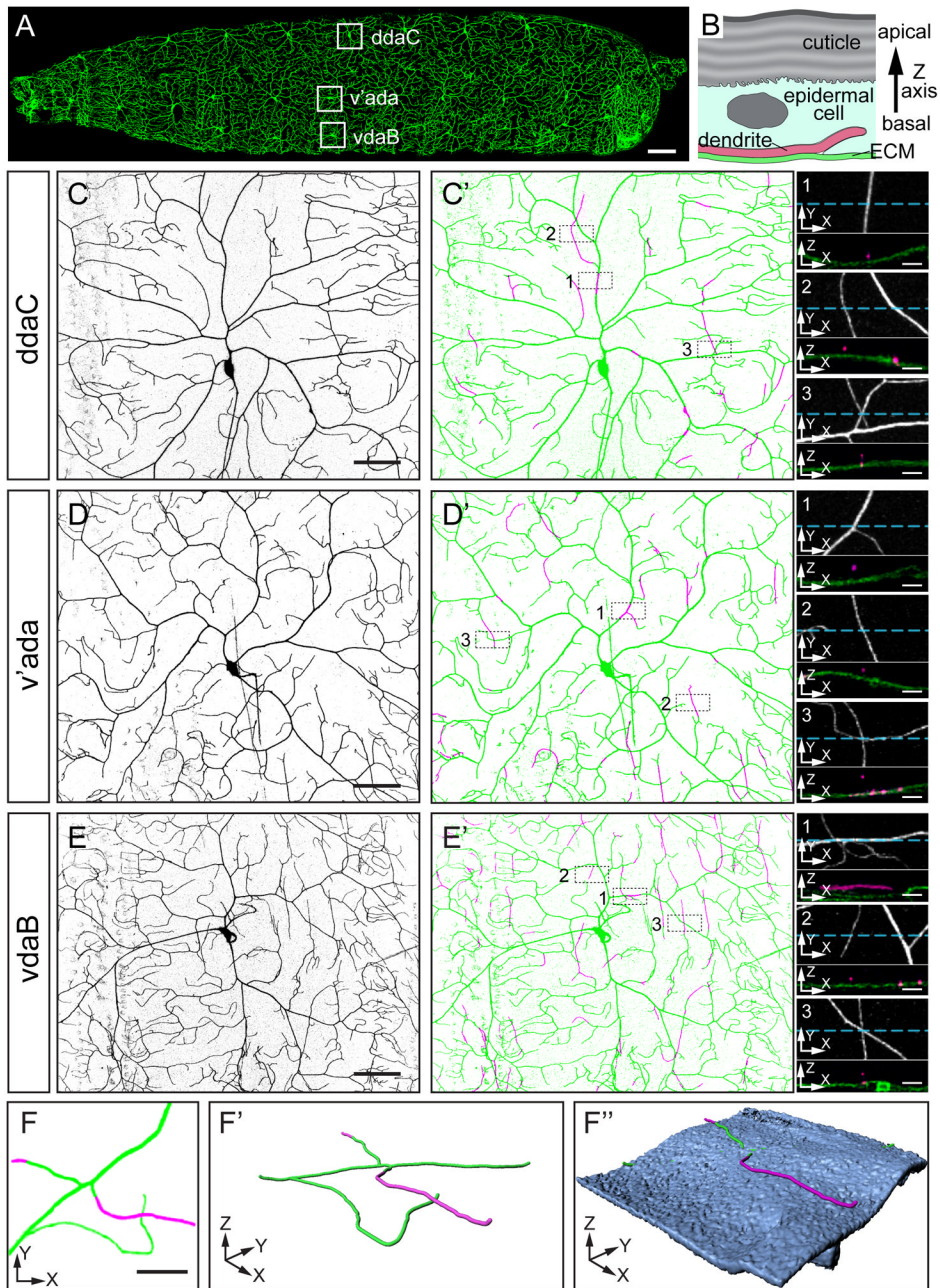 A
ddaC
v'ada
vdaB
B
apical
cuticle
Z
axis
epidermal
cell
basal
dendrite
ECM
ddaC
C
C'
2
1
3
1
Y
X
Z
X
2
Y
X
Z
X
3
Y
X
Z
X
v'ada
D
D'
1
3
2
1
Y
X
Z
X
2
Y
X
Z
X
3
Y
X
Z
X
vdaB
E
E'
2
1
3
1
Y
X
Z
X
2
Y
X
Z
X
3
Y
X
Z
X
F
Y
X
F'
Z
Y
X
F''
Z
Y
X